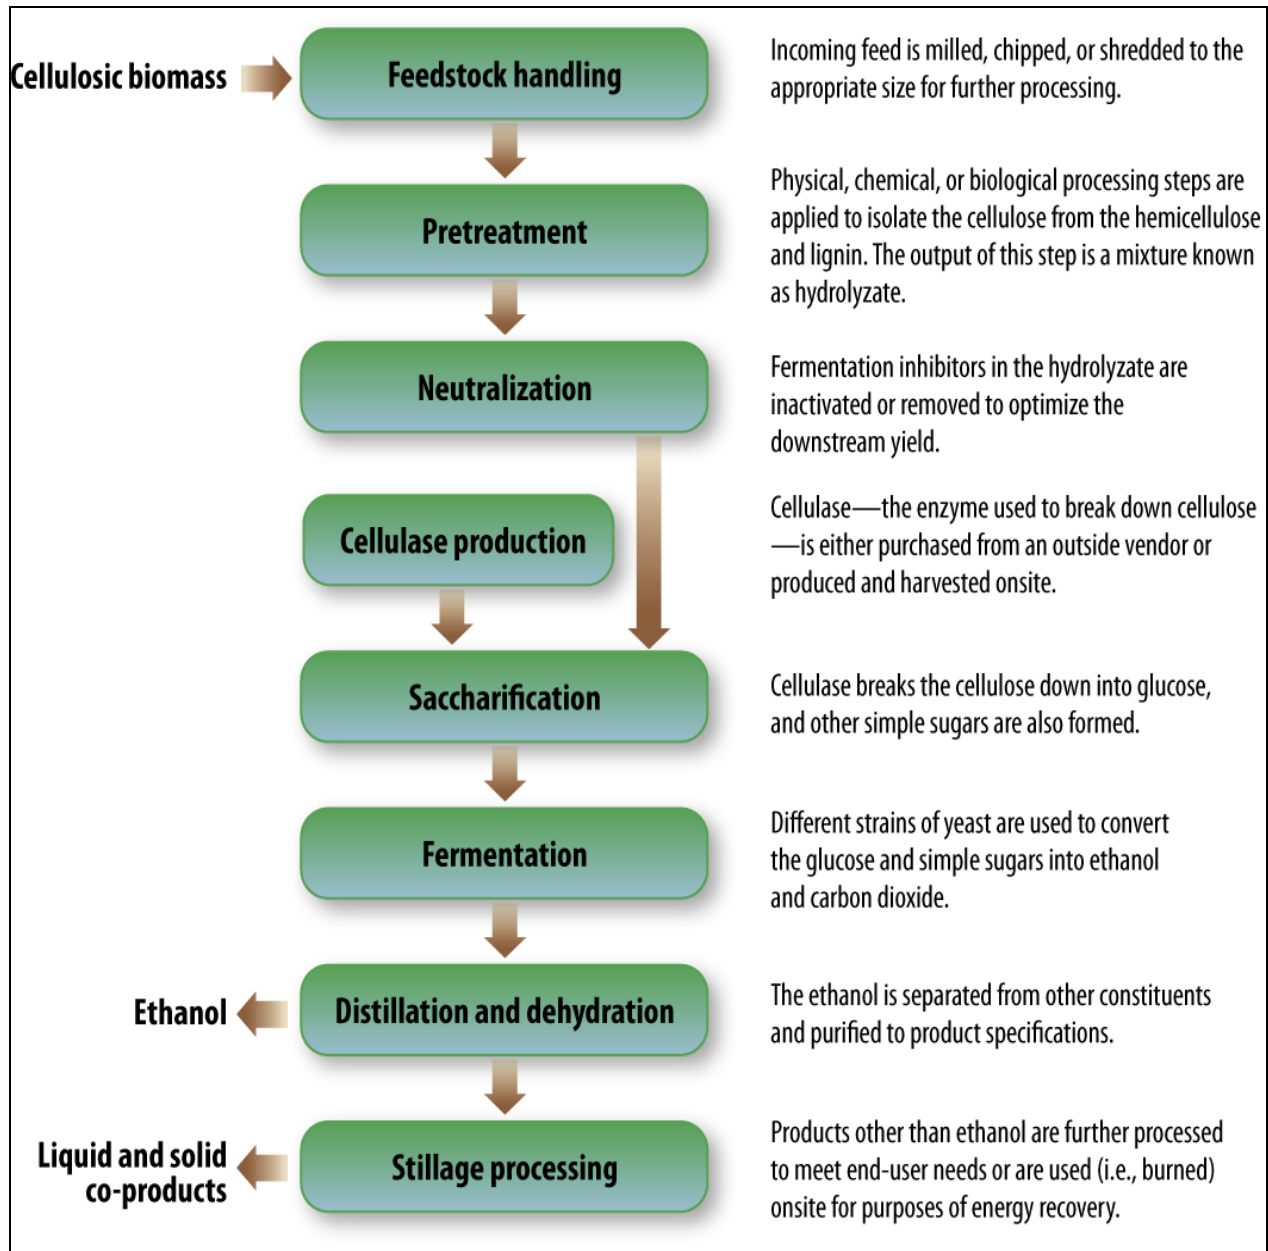 Cellulosic biomass
Feedstock handling
Incoming feed is milled, chipped, or shredded to the
appropriate size for further processing.
Pretreatment
Physical, chemical, or biological processing steps are
applied to isolate the cellulose from the hemicellulose
and lignin. The output of this step is a mixture known
as hydrolyzate.
Neutralization
Fermentation inhibitors in the hydrolyzate are
inactivated or removed to optimize the
downstream yield.
Cellulase production
Cellulase—the enzyme used to break down cellulose
—is either purchased from an outside vendor or
produced and harvested onsite.
Saccharification
Cellulase breaks the cellulose down into glucose,
and other simple sugars are also formed.
Fermentation
Different strains of yeast are used to convert
the glucose and simple sugars into ethanol
and carbon dioxide.
Ethanol
Distillation and dehydration
The ethanol is separated from other constituents
and purified to product specifications.
Liquid and solid
co-products
Stillage processing
Products other than ethanol are further processed
to meet end-user needs or are used (i.e., burned)
onsite for purposes of energy recovery.